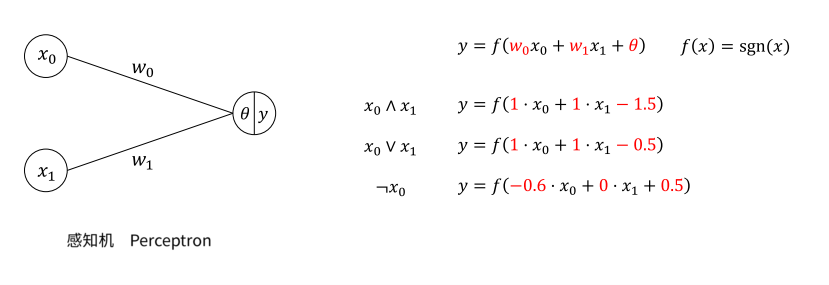 x₀
w₀
θ y
w₁
x₁
感知机 Perceptron
y = f(w₀x₀ + w₁x₁ + θ) f(x) = sgn(x)
x₀ ∧ x₁ y = f(1 · x₀ + 1 · x₁ − 1.5)
x₀ ∨ x₁ y = f(1 · x₀ + 1 · x₁ − 0.5)
¬x₀ y = f(−0.6 · x₀ + 0 · x₁ + 0.5)